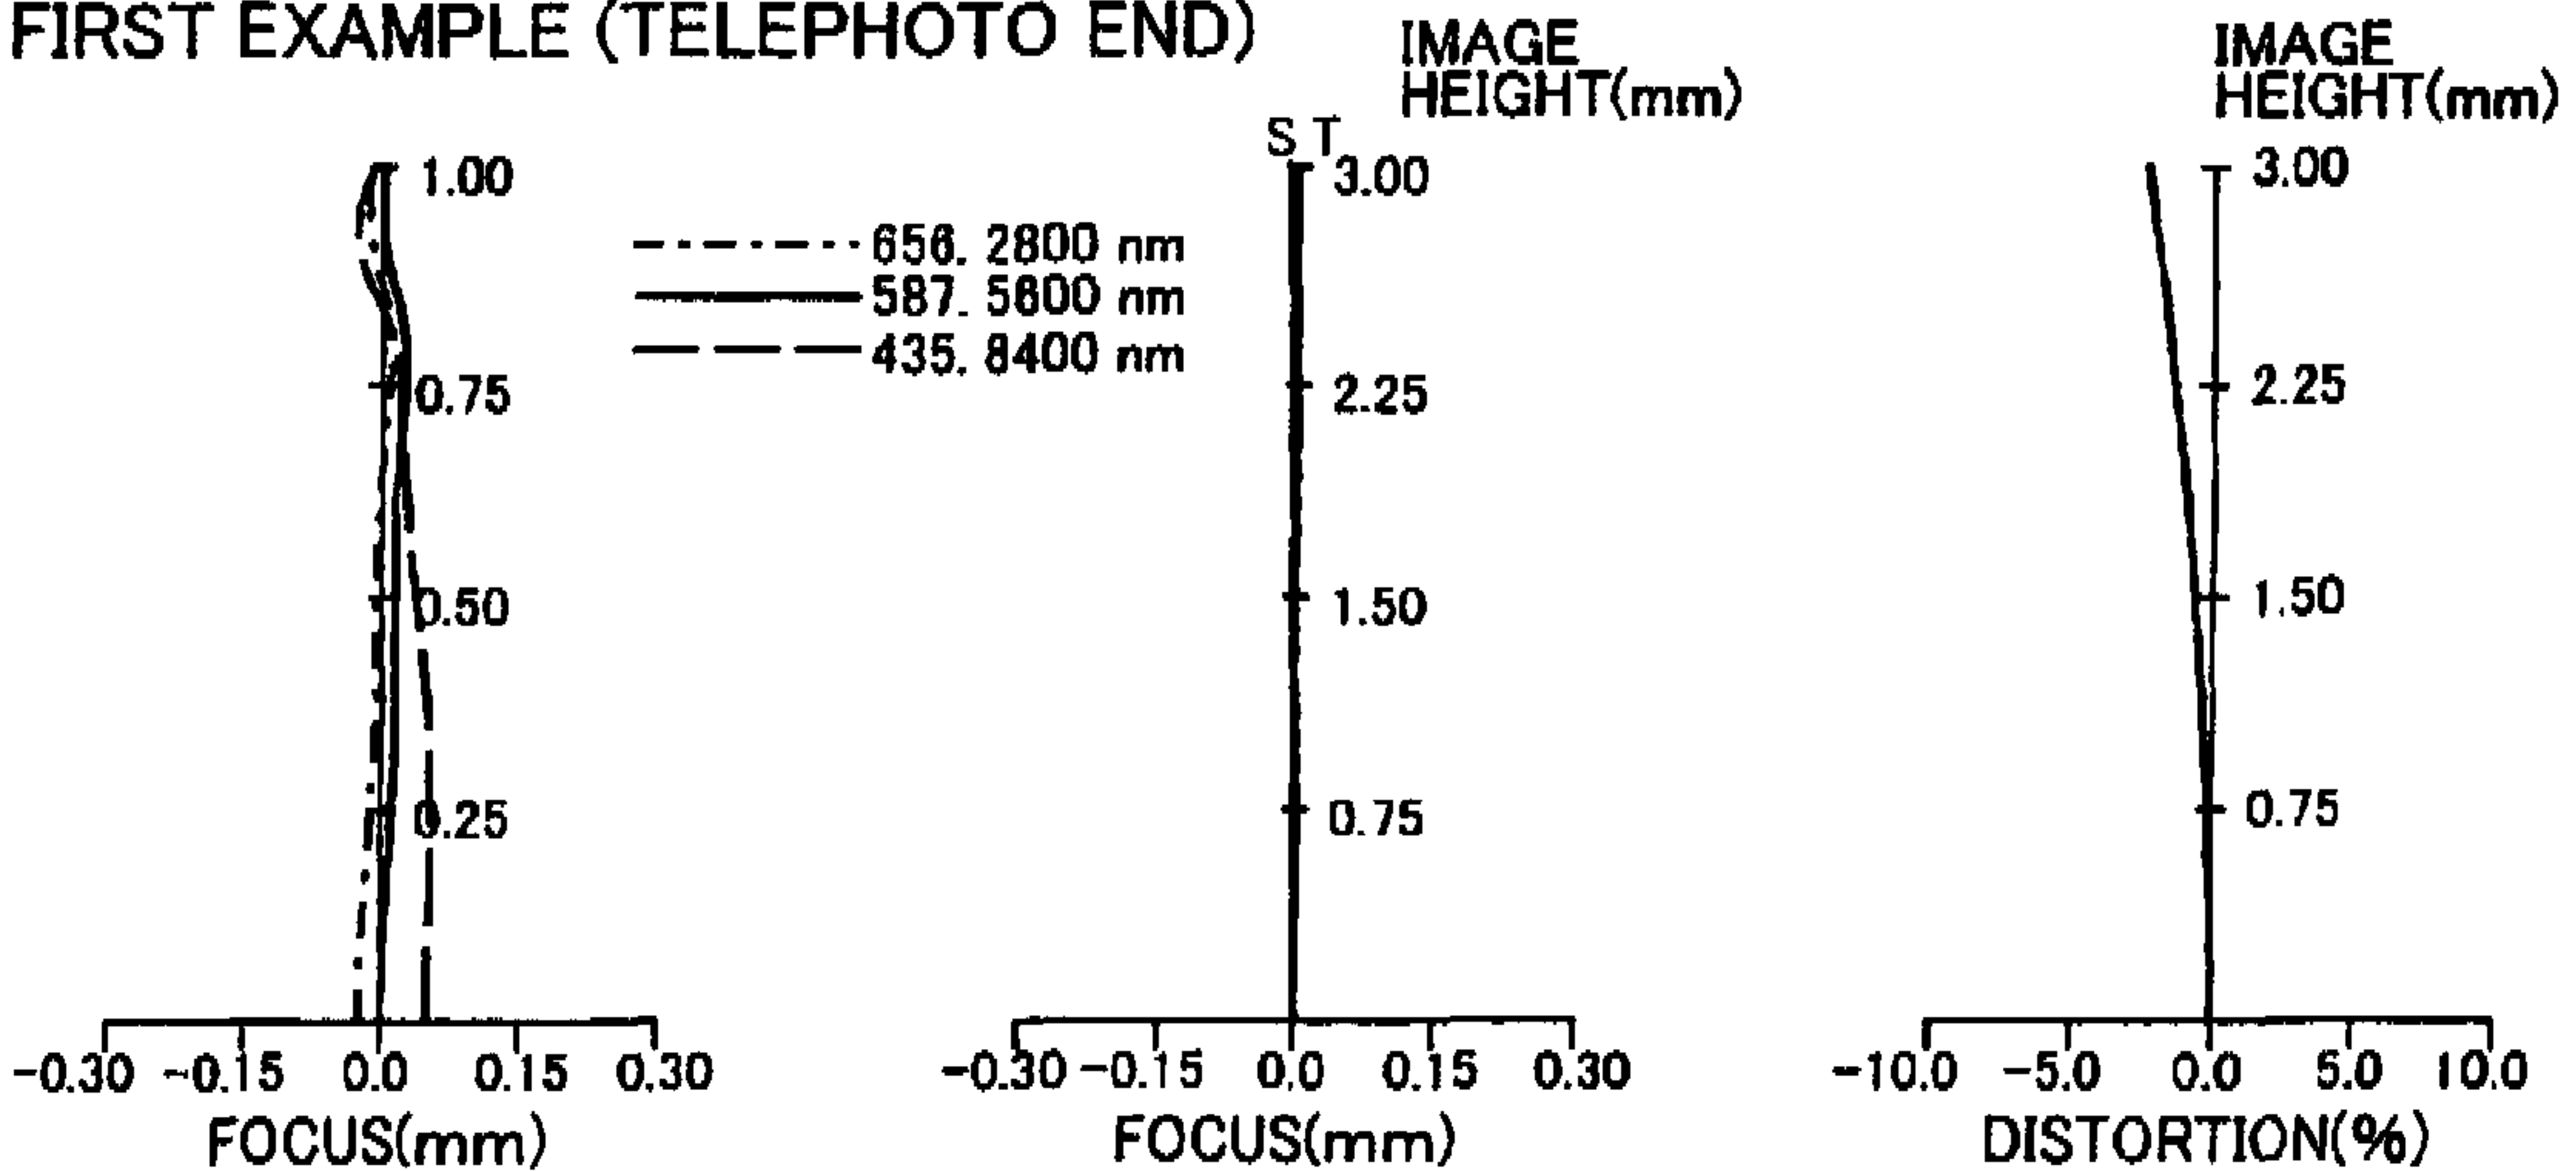 FIRST EXAMPLE (TELEPHOTO END)
1.00
0.75
0.50
0.25
-0.30 -0.15 0.0 0.15 0.30
FOCUS(mm)
656. 2800 nm
587. 5600 nm
435. 8400 nm
IMAGE
HEIGHT(mm)
S T
3.00
2.25
1.50
0.75
-0.30 -0.15 0.0 0.15 0.30
FOCUS(mm)
IMAGE
HEIGHT(mm)
3.00
2.25
1.50
0.75
-10.0 -5.0 0.0 5.0 10.0
DISTORTION(%)